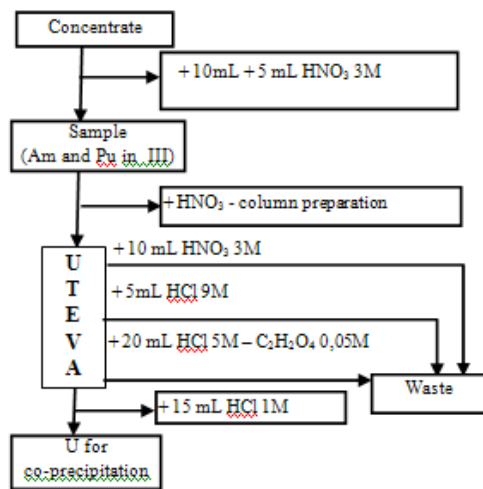 Concentrate
+10mL +5 mL HNO₃ 3M
Sample
(Am and Pu in III)
+HNO₃ - column preparation
+10 mL HNO₃ 3M
U
T
E
V
A
+5mL HCl 9M
+20 mL HCl 5M – C₂H₂O₄ 0,05M
Waste
+15 mL HCl 1M
U for
co-precipitation